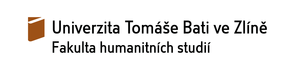 Univerzita Tomáše Bati ve Zlíně
Fakulta humanitních studií